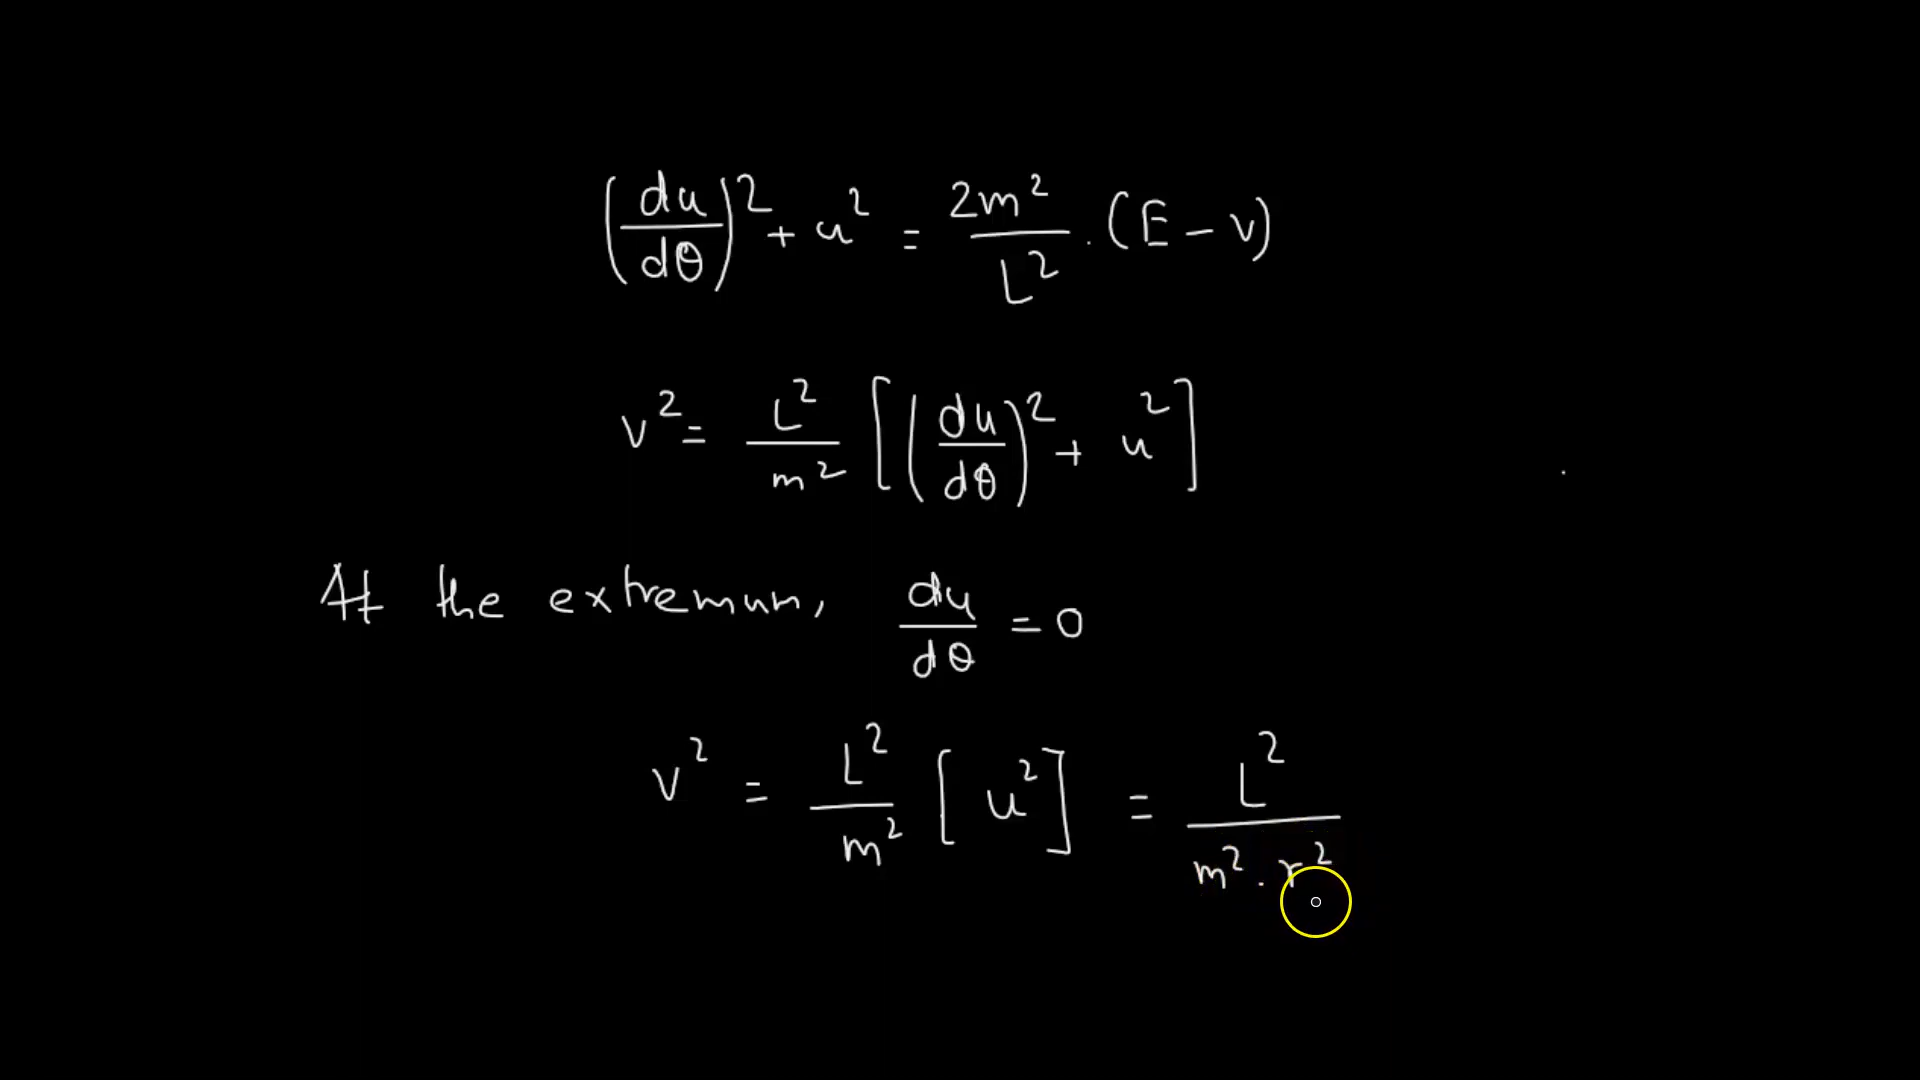 (du/dθ)² + u² = 2m²/L² . (E – v)
v² = L²/m² [(du/dθ)² + u²]
At the extremum, du/dθ = 0
v² = L²/m² [u²] = L²/m² . r²